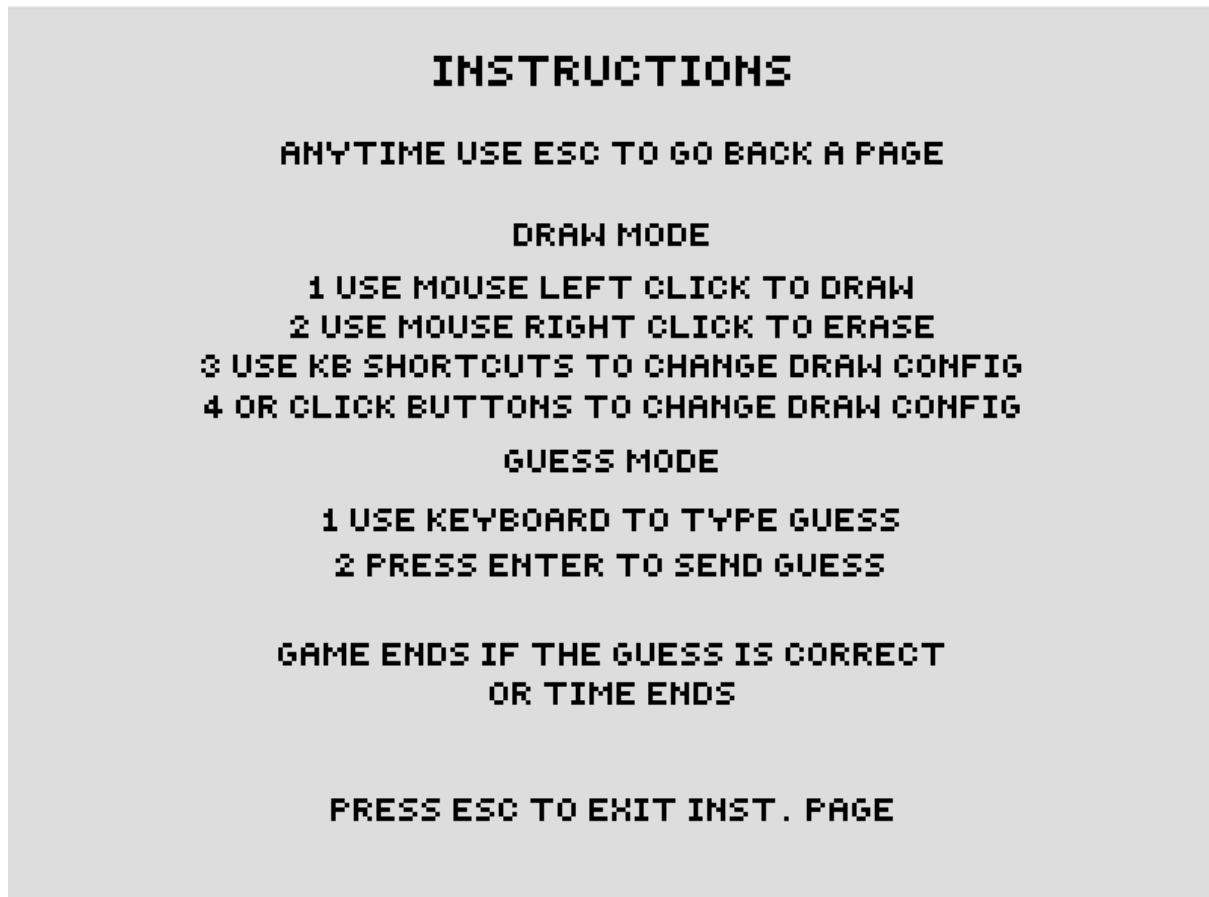 INSTRUCTIONS
ANYTIME USE ESC TO GO BACK A PAGE
DRAW MODE
1 USE MOUSE LEFT CLICK TO DRAW
2 USE MOUSE RIGHT CLICK TO ERASE
3 USE KB SHORTCUTS TO CHANGE DRAW CONFIG
4 OR CLICK BUTTONS TO CHANGE DRAW CONFIG
GUESS MODE
1 USE KEYBOARD TO TYPE GUESS
2 PRESS ENTER TO SEND GUESS
GAME ENDS IF THE GUESS IS CORRECT
OR TIME ENDS
PRESS ESC TO EXIT INST. PAGE